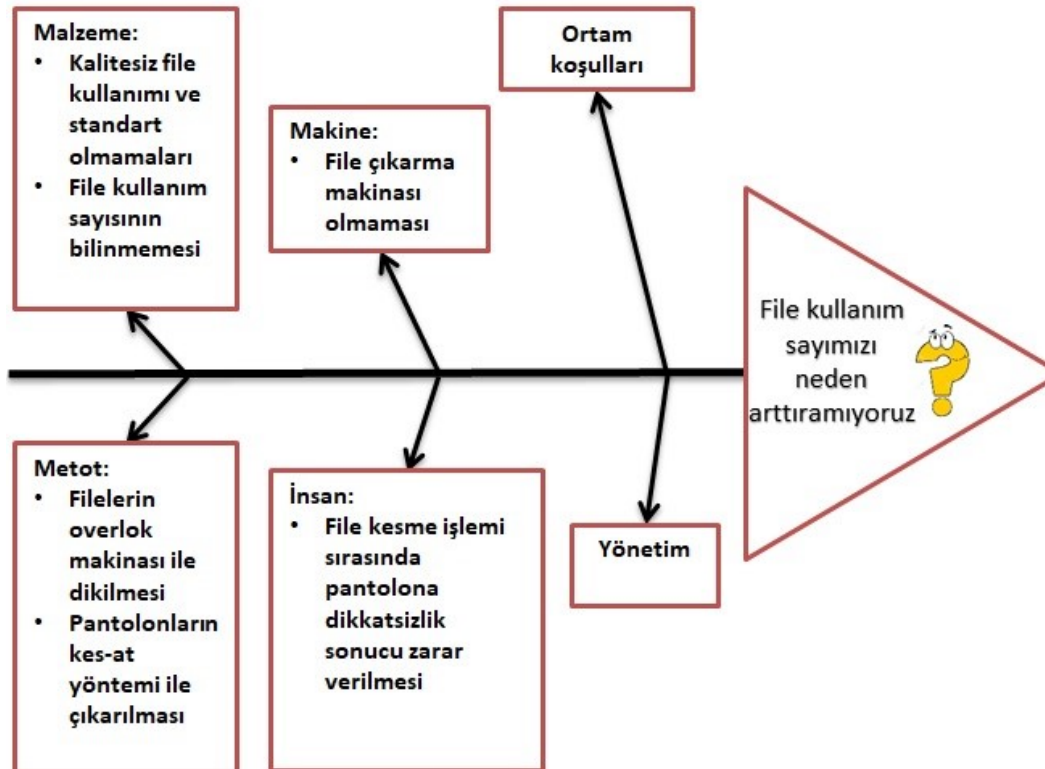 Malzeme:
• Kalitesiz file
kullanımı ve
standart
olmamaları
• File kullanım
sayısının
bilinmemesi
Makine:
• File çıkarma
makinası
olmaması
Ortam
koşulları
File kullanım
sayımızı
neden
arttıramıyoruz
Metot:
• Filelerin
overlok
makinası ile
dikilmesi
• Pantolonların
kes-at
yöntemi ile
çıkarılması
İnsan:
• File kesme işlemi
sırasında
pantolona
dikkatsizlik
sonucu zarar
verilmesi
Yönetim